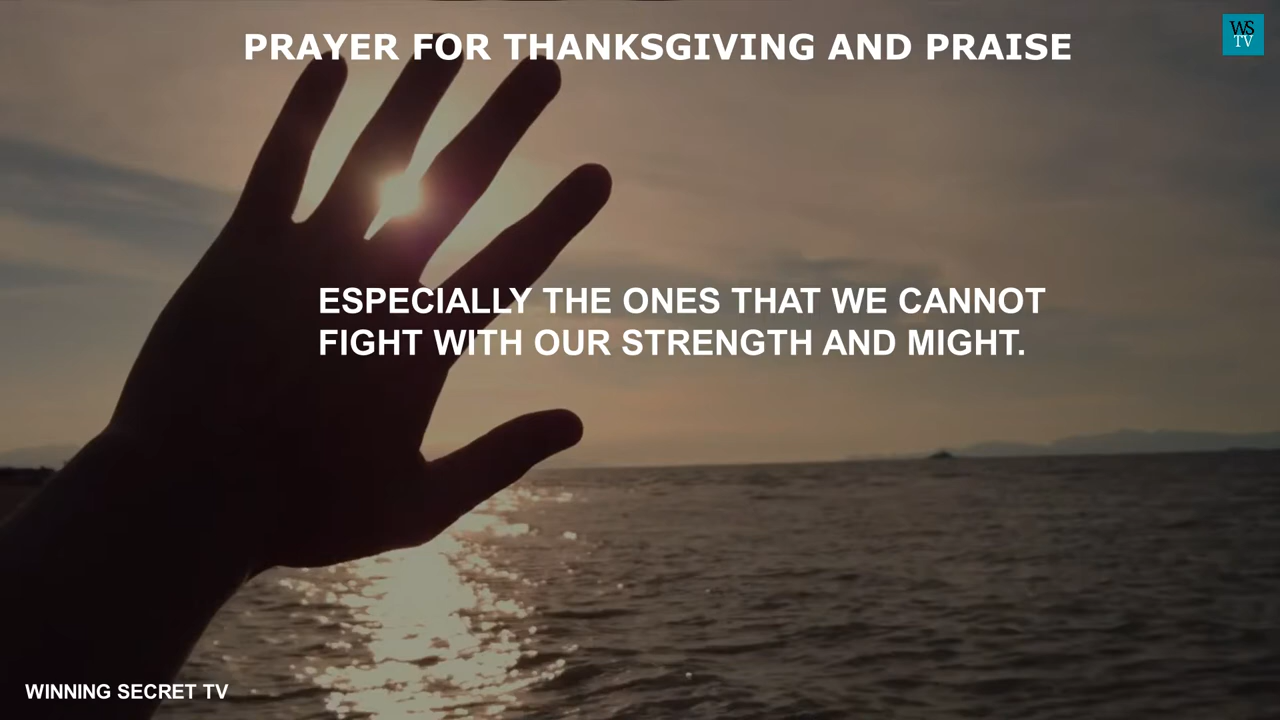 PRAYER FOR THANKSGIVING AND PRAISE
WS
TV
ESPECIALLY THE ONES THAT WE CANNOT
FIGHT WITH OUR STRENGTH AND MIGHT.
WINNING SECRET TV